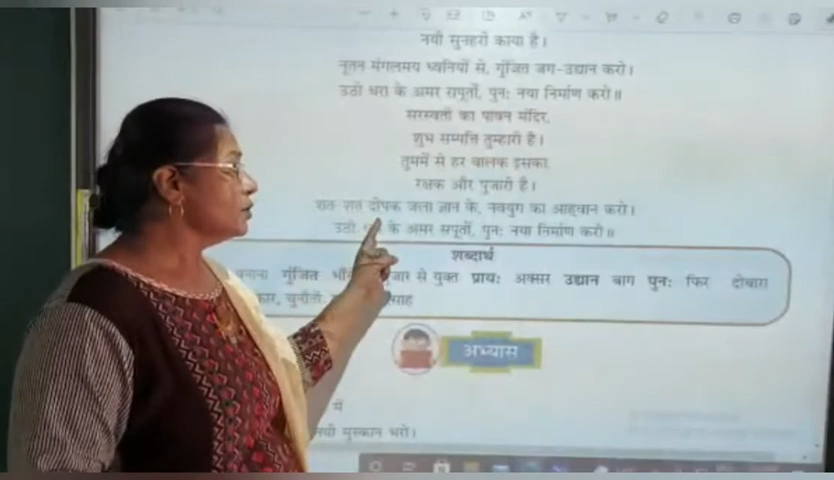 नयी सुनहरी काया है।
नूतन मंगलमय ध्वनियों से, गुँजित जग-उद्यान करो।
उठो धरा के अमर सपूतों, पुनः नया निर्माण करो॥
सरस्वती का पावन मंदिर,
शुभ सम्पत्ति तुम्हारी है।
तुममें से हर बालक इसका,
रक्षक और पूजारी है।
शत-शत दीपक जला ज्ञान के, नवयुग का आह्वान करो।
उठो के अमर सपूतों, पुनः नया निर्माण करो॥
शब्दार्थ
बनाना गुँजित से युक्त प्रायः अक्सर उद्यान बाग पुनः फिर दोबारा
चुनौती
अभ्यास
में
नयी मुस्कान भरो।